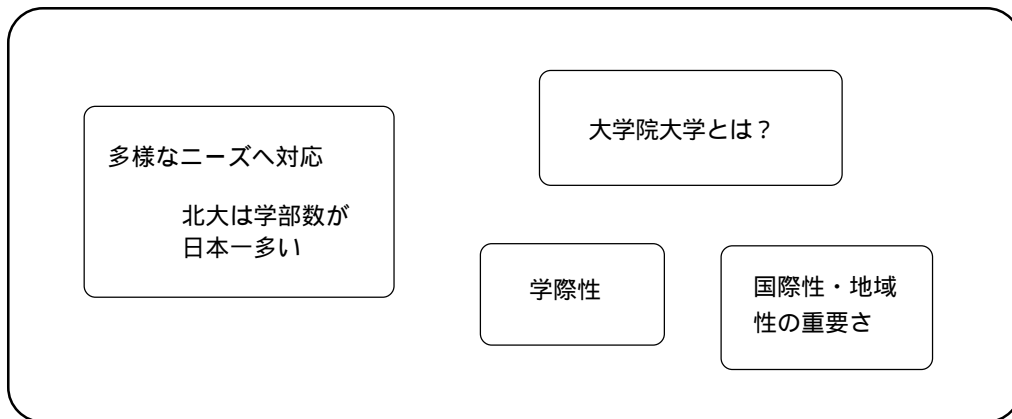 多様なニーズへ対応
北大は学部数が
日本一多い
大学院大学とは？
学際性
国際性・地域
性の重要さ